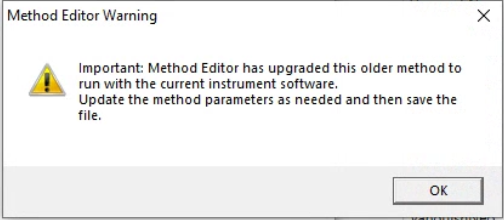 Method Editor Warning
Important: Method Editor has upgraded this older method to
run with the current instrument software.
Update the method parameters as needed and then save the
file.
OK